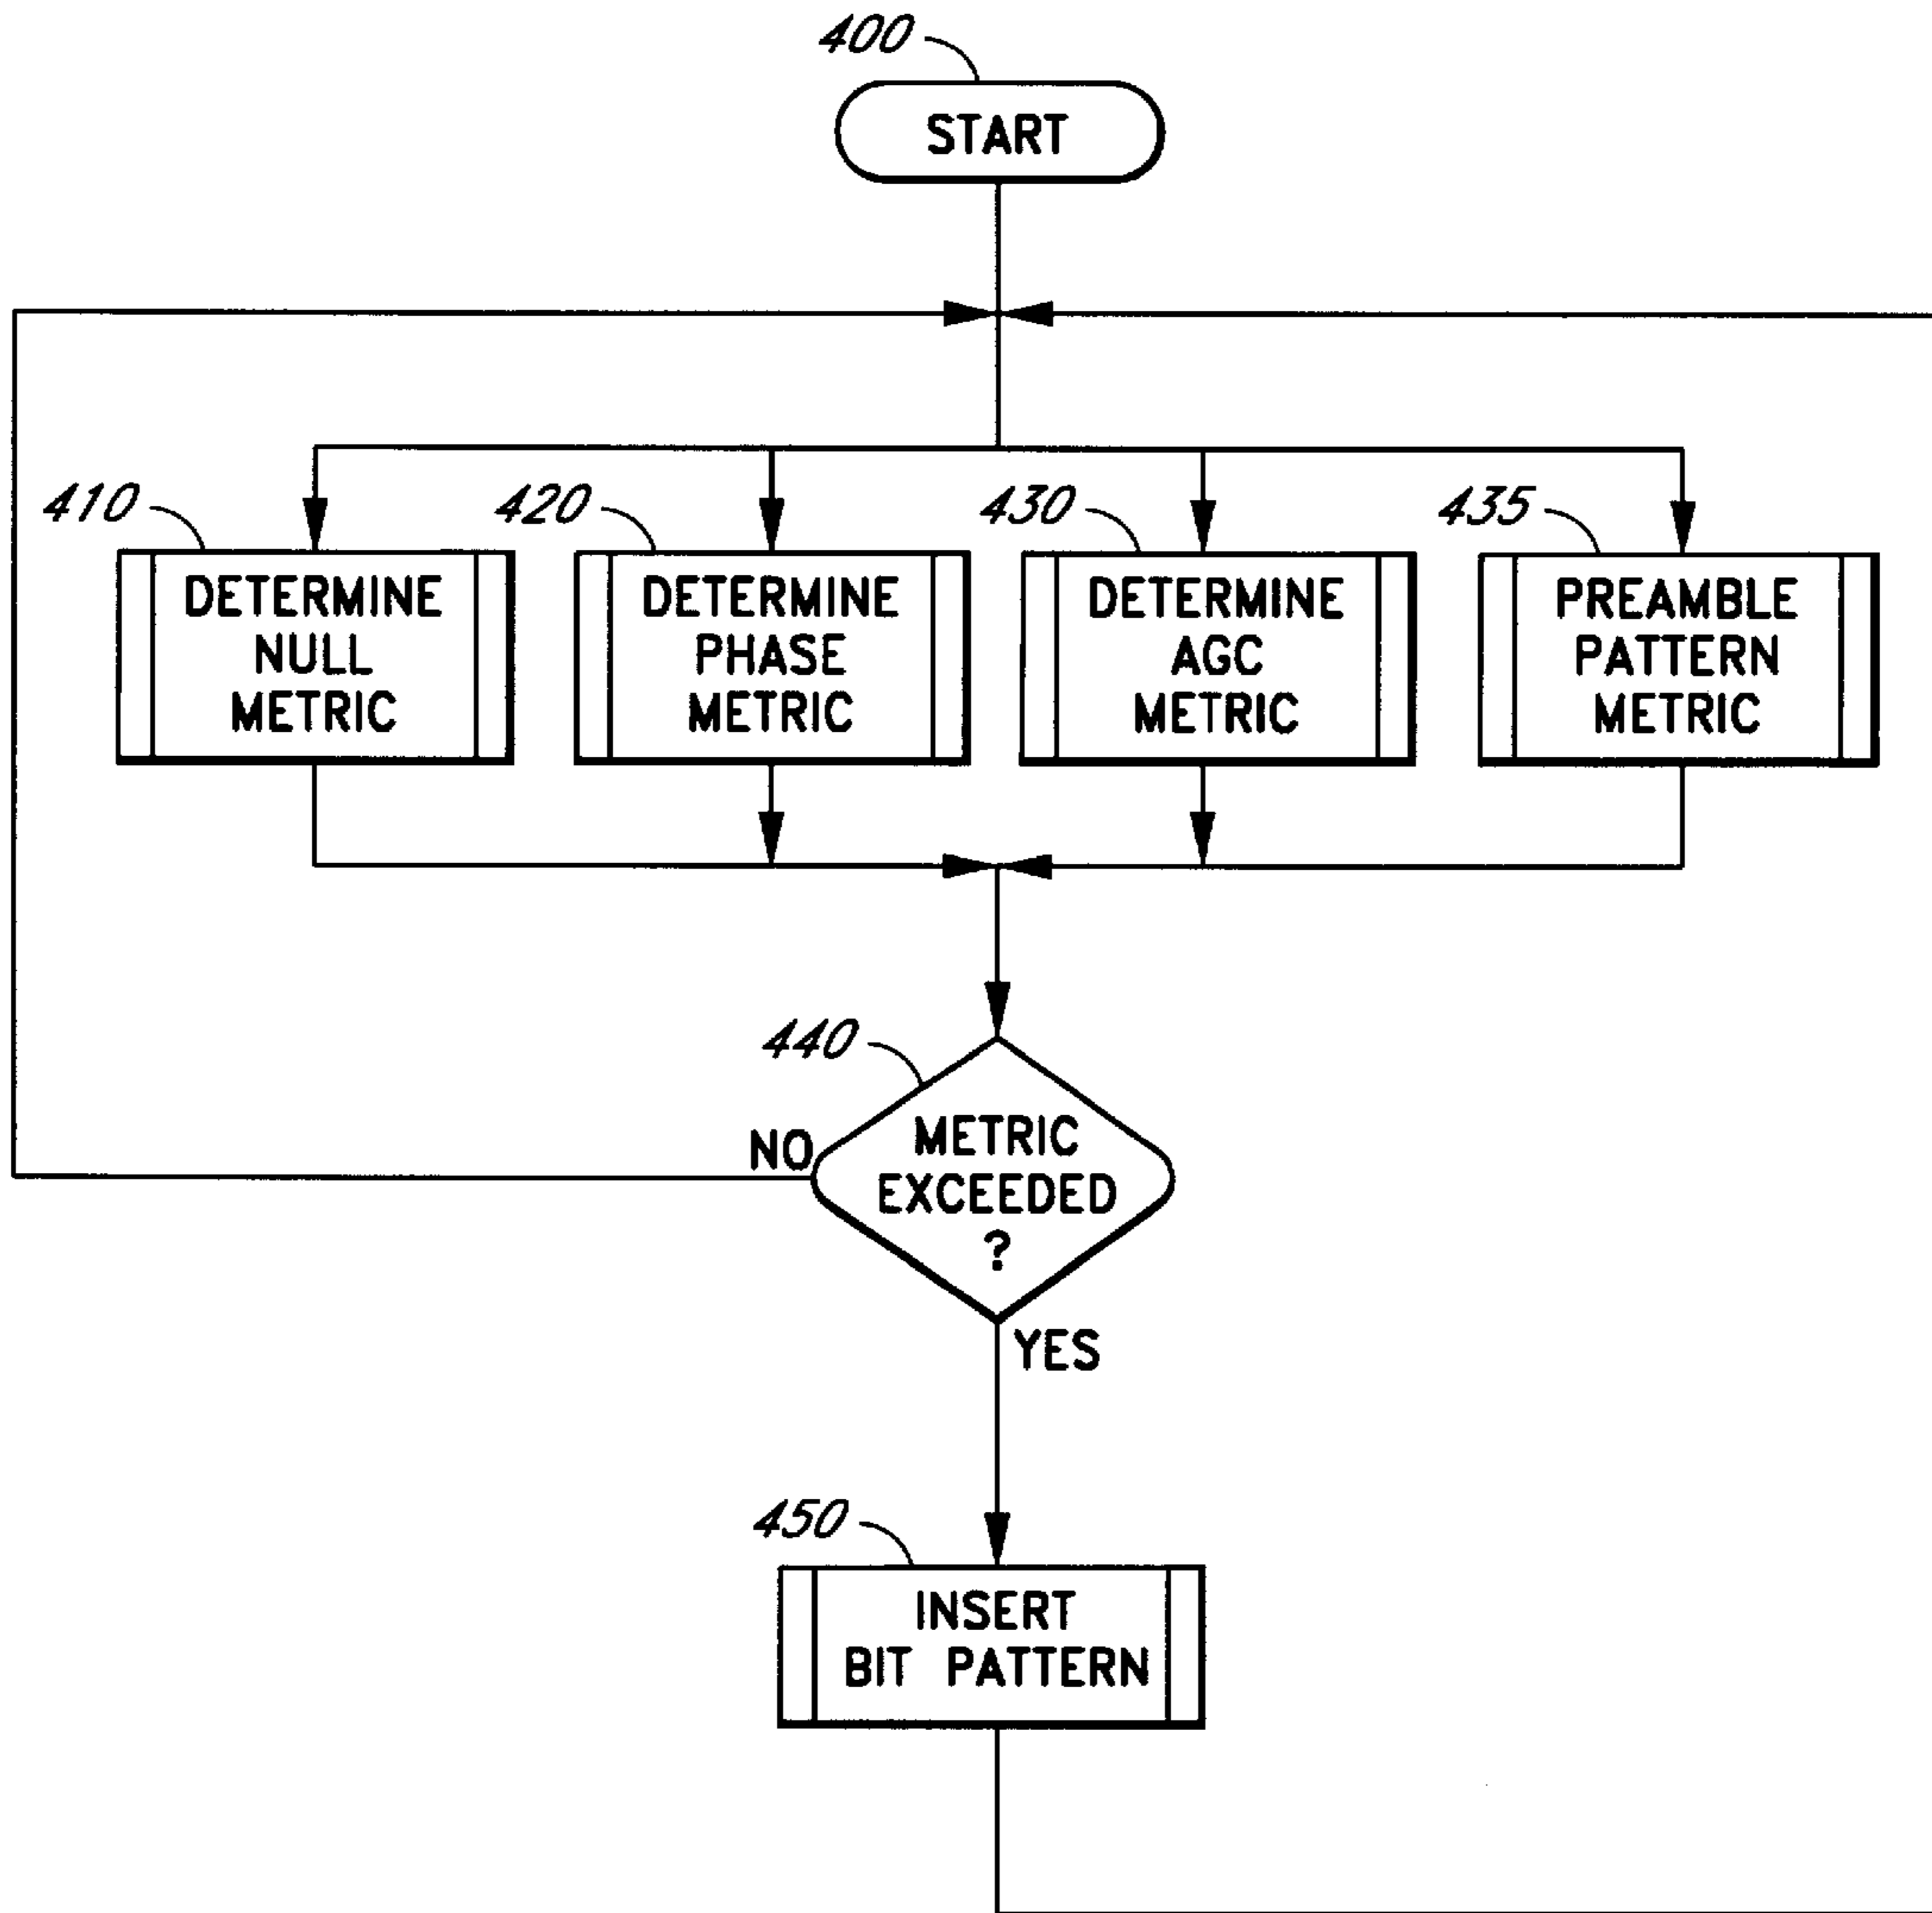 400
START
410
DETERMINE
NULL
METRIC
420
DETERMINE
PHASE
METRIC
430
DETERMINE
AGC
METRIC
435
PREAMBLE
PATTERN
METRIC
440
METRIC
EXCEEDED
?
NO
YES
450
INSERT
BIT PATTERN